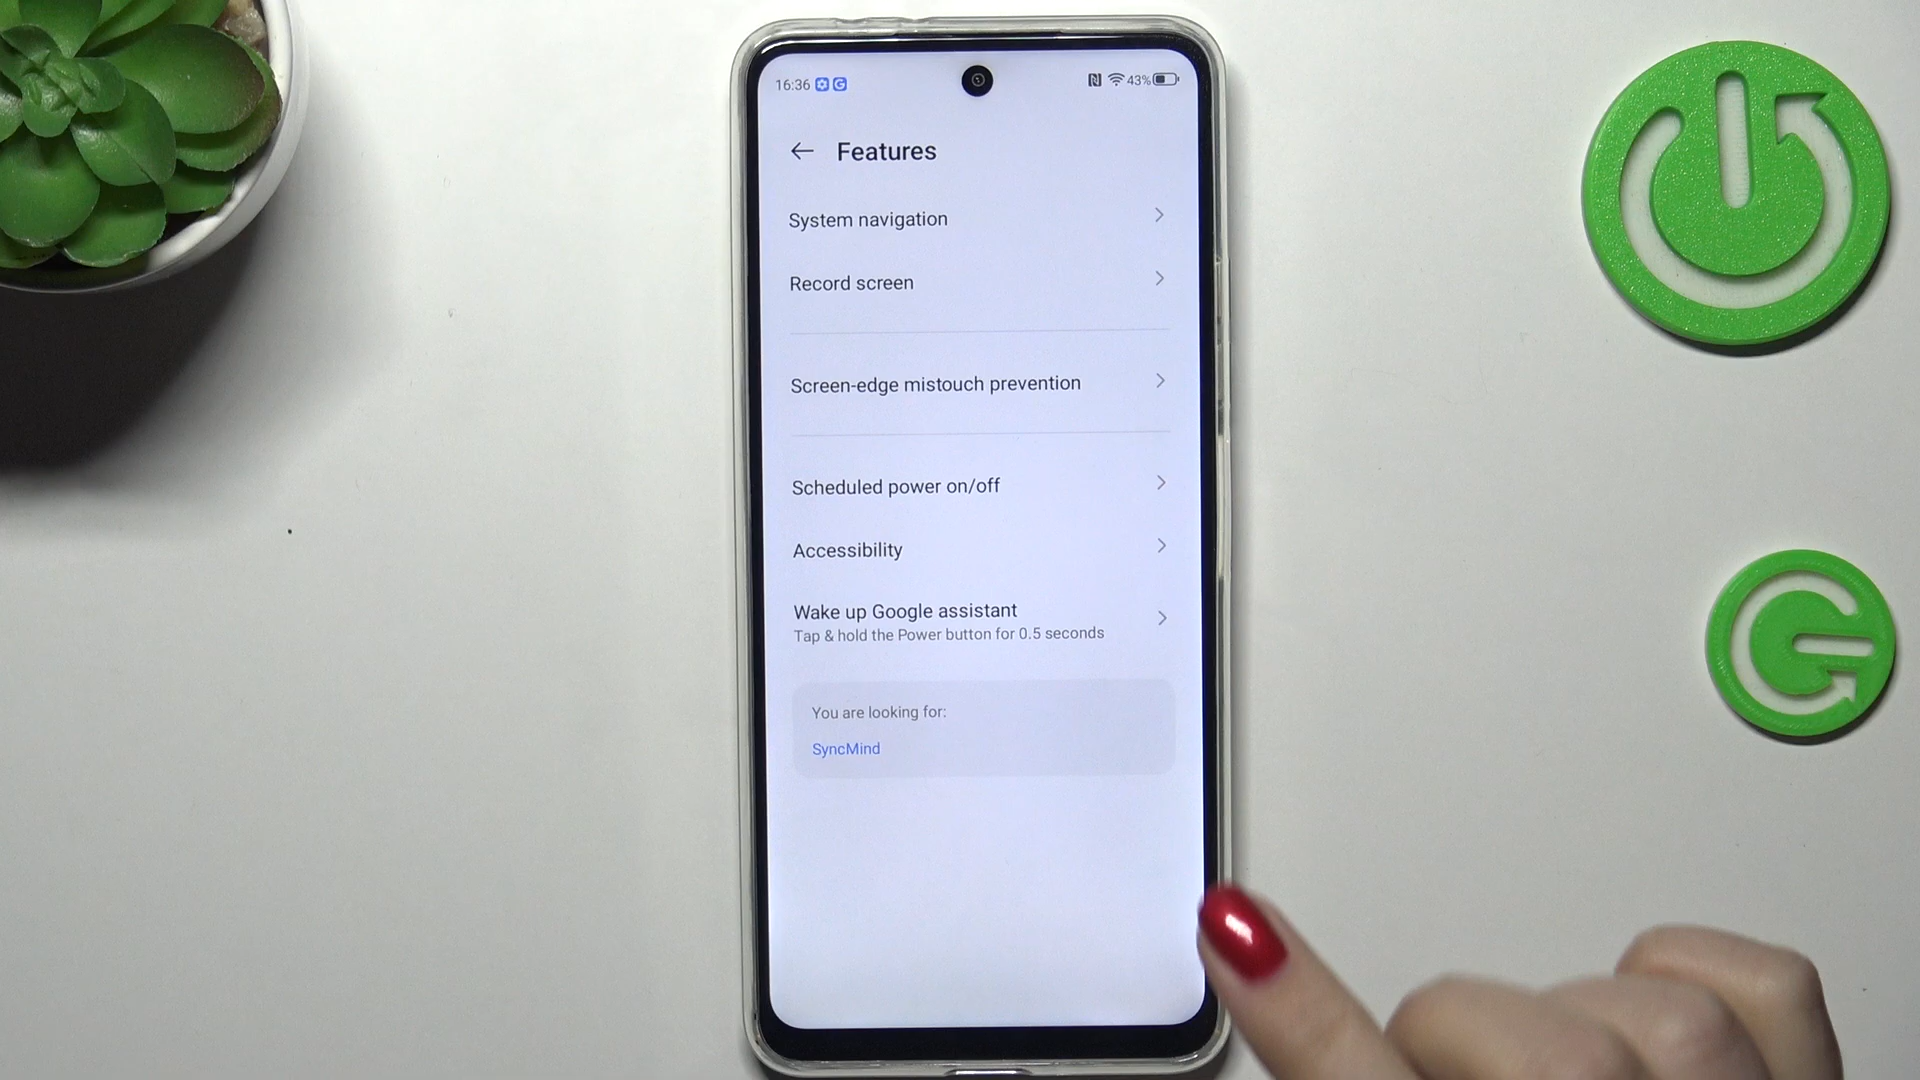 16:36 43%
Features
System navigation
Record screen
Screen-edge mistouch prevention
Scheduled power on/off
Accessibility
Wake up Google assistant
Tap & hold the Power button for 0.5 seconds
You are looking for:
SyncMind